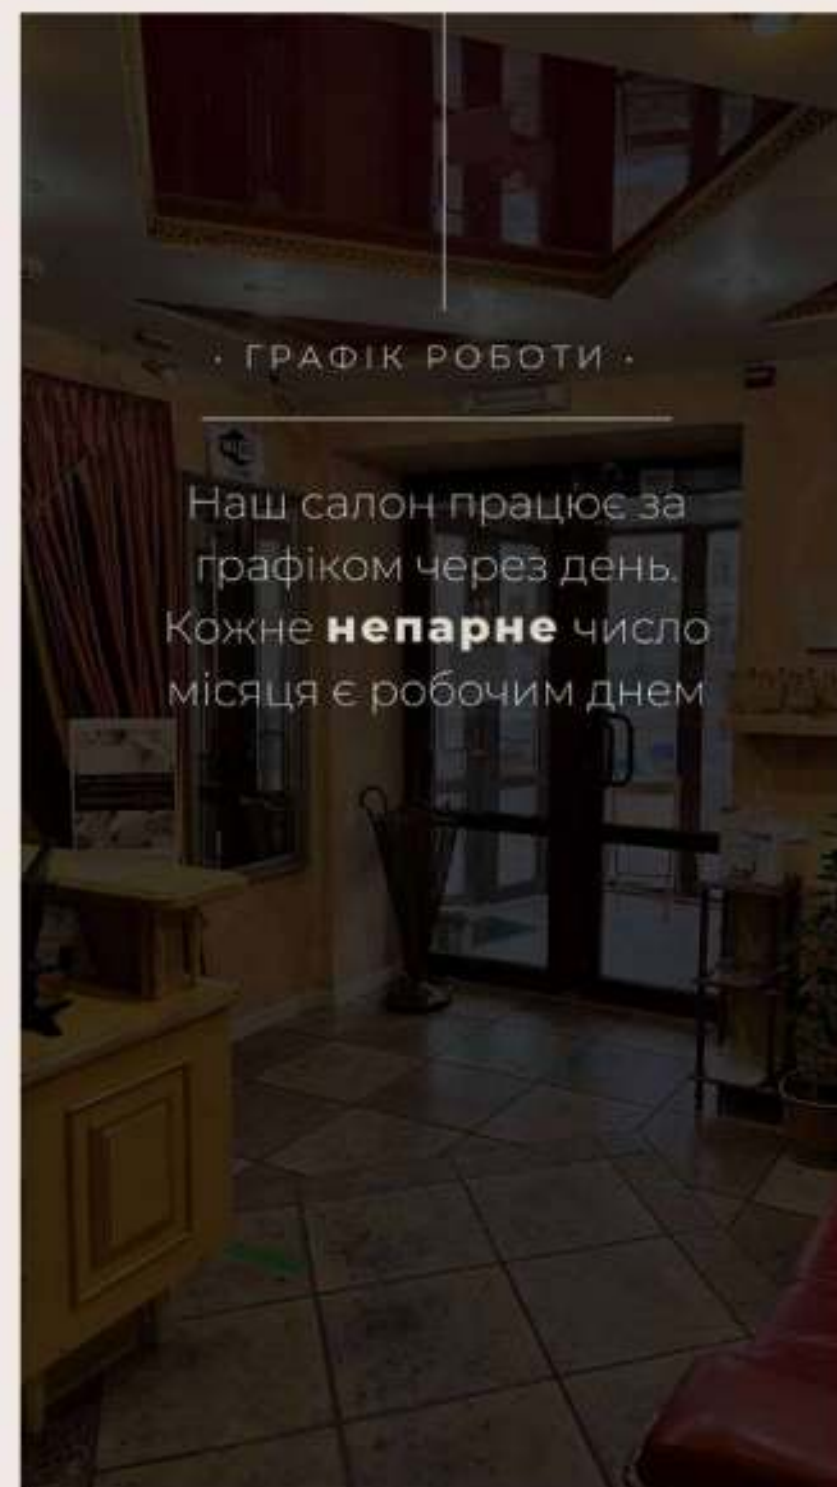 · ГРАФІК РОБОТИ ·
Наш салон працює за
графіком через день.
Кожне непарне число
місяця є робочим днем